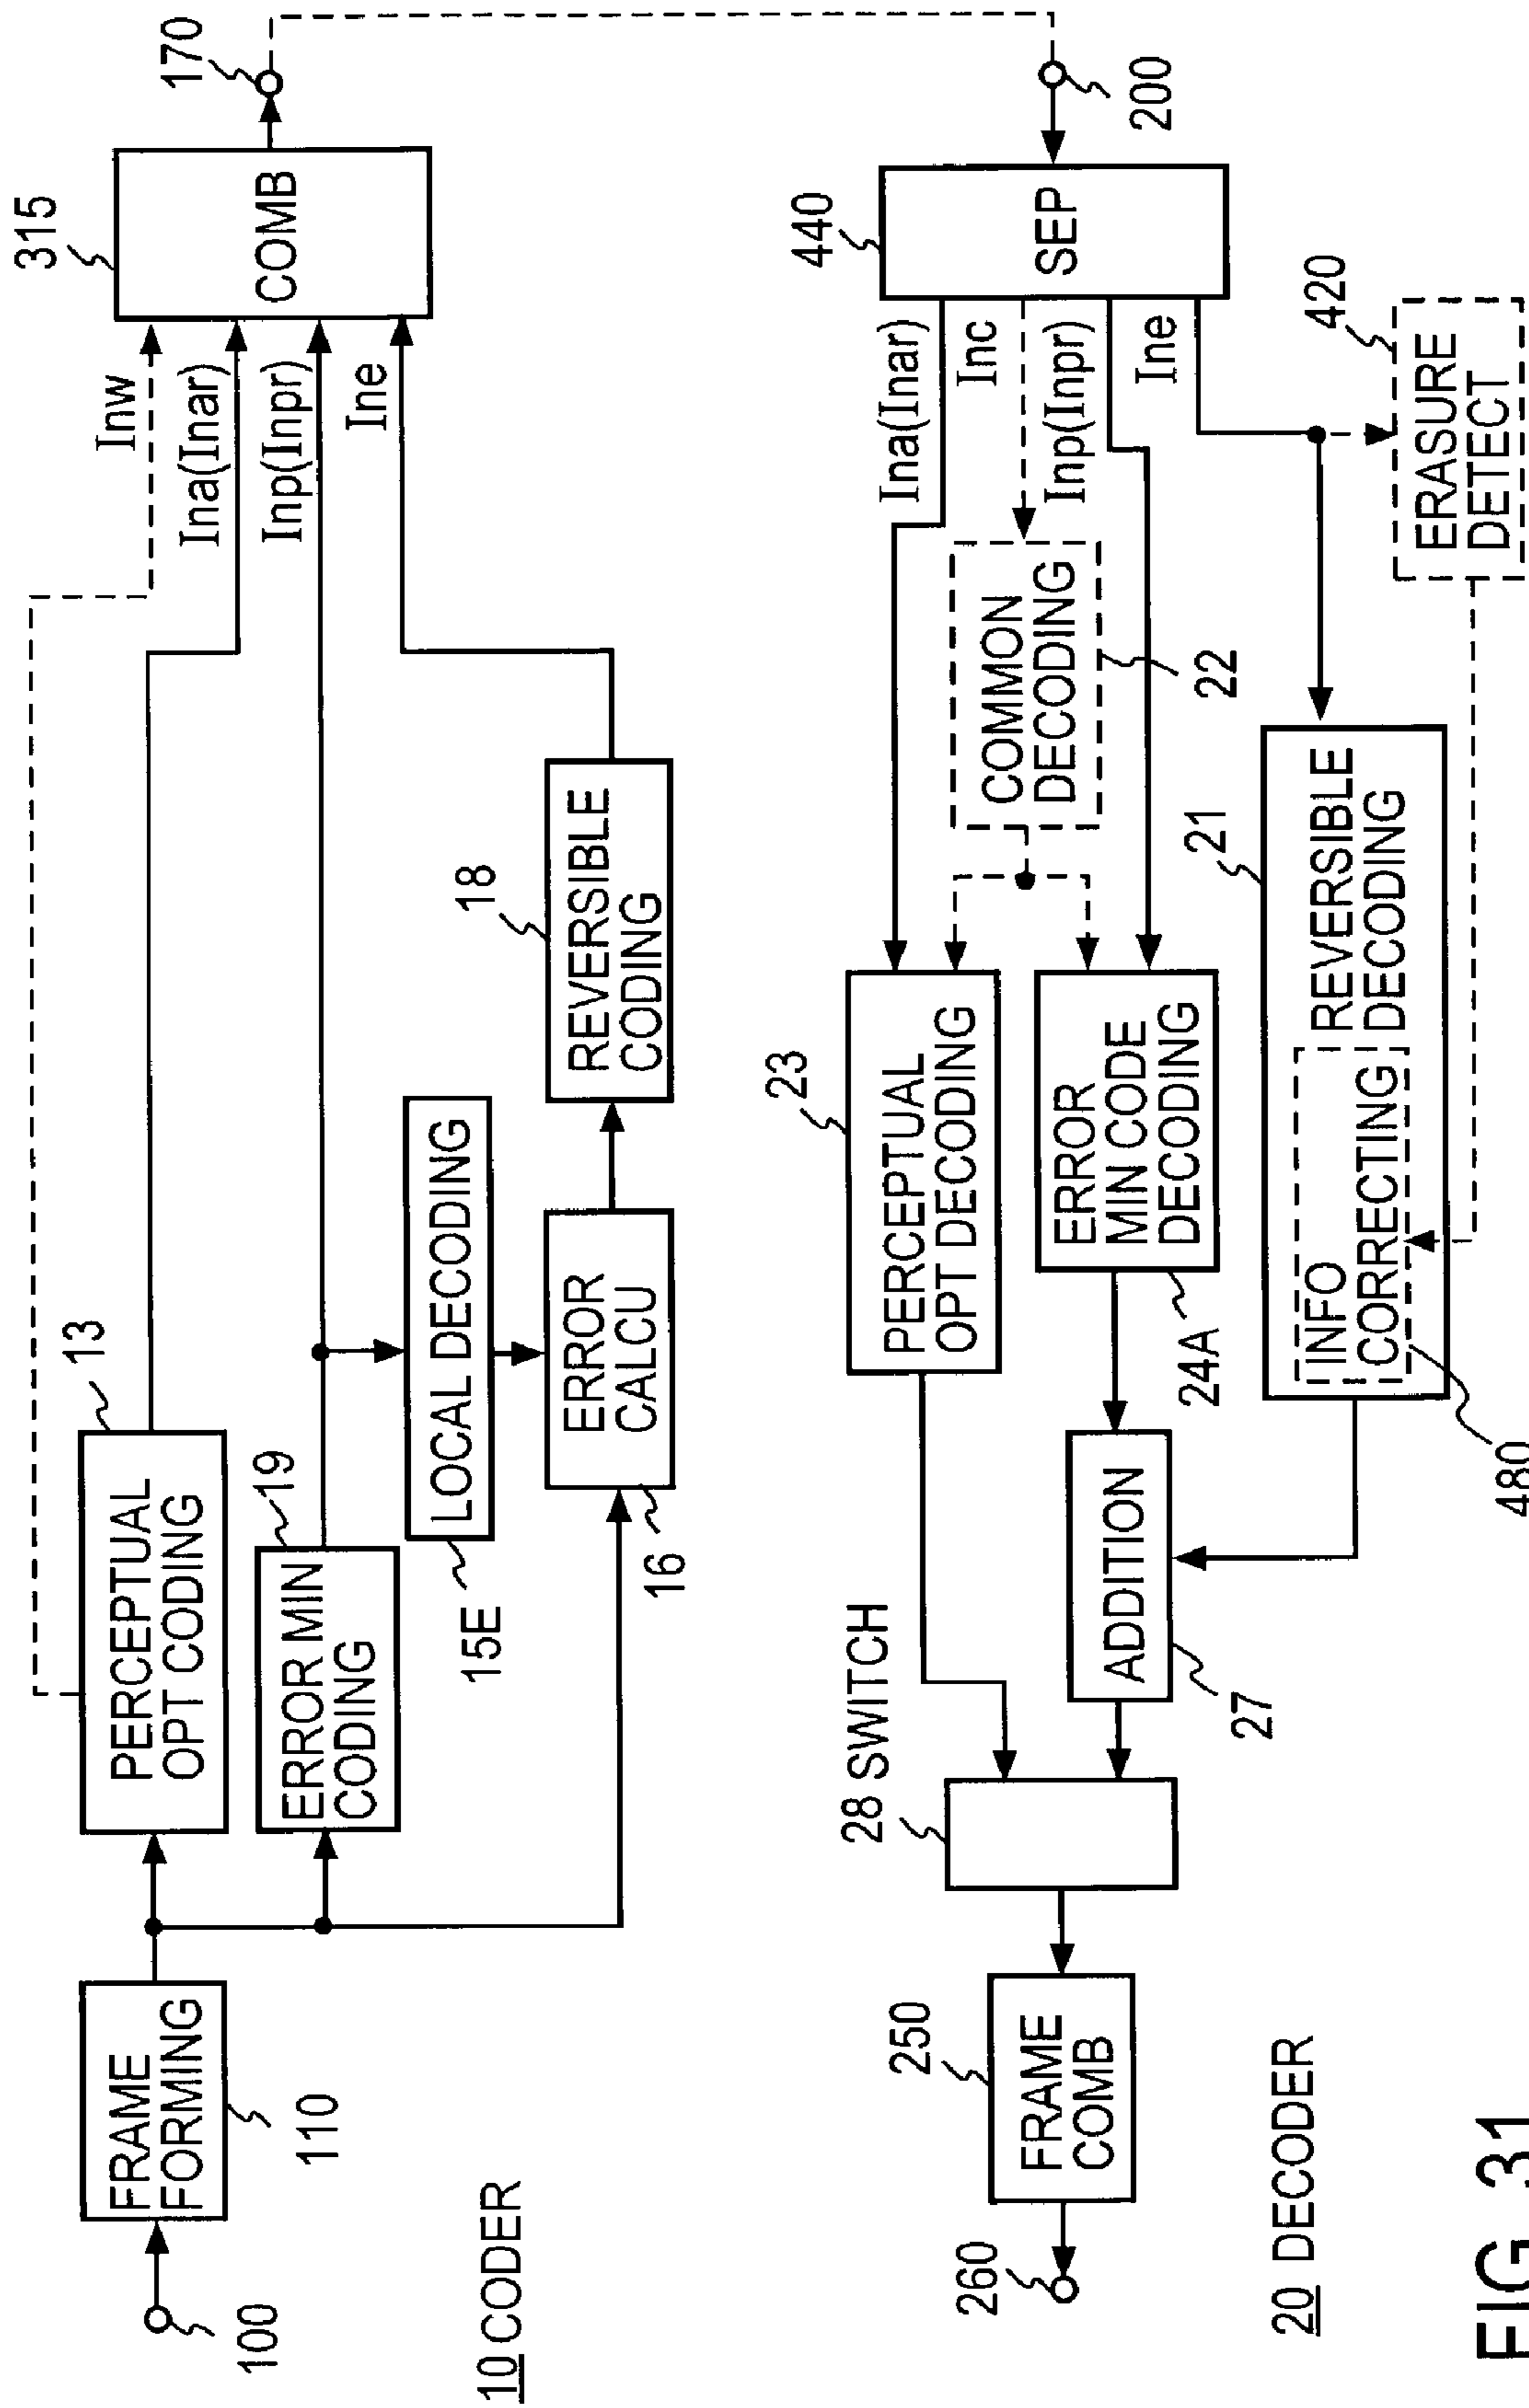 100
FRAME
FORMING
110
PERCEPTUAL
OPT CODING
13
ERROR MIN
CODING
19
LOCAL DECODING
15E
ERROR
CALCU
16
REVERSIBLE
CODING
18
Inw
Ina(Inar)
Inp(Inpr)
Ine
COMB
315
170
10 CODER
200
SEP
440
Ina(Inar)
Inc
Inp(Inpr)
Ine
ERASURE
DETECT
420
COMMON
DECODING
22
PERCEPTUAL
OPT DECODING
23
ERROR
MIN CODE
DECODING
24A
REVERSIBLE
DECODING
21
INFO
CORRECTING
480
ADDITION
27
28 SWITCH
FRAME
COMB
250
260
20 DECODER
FIG. 31